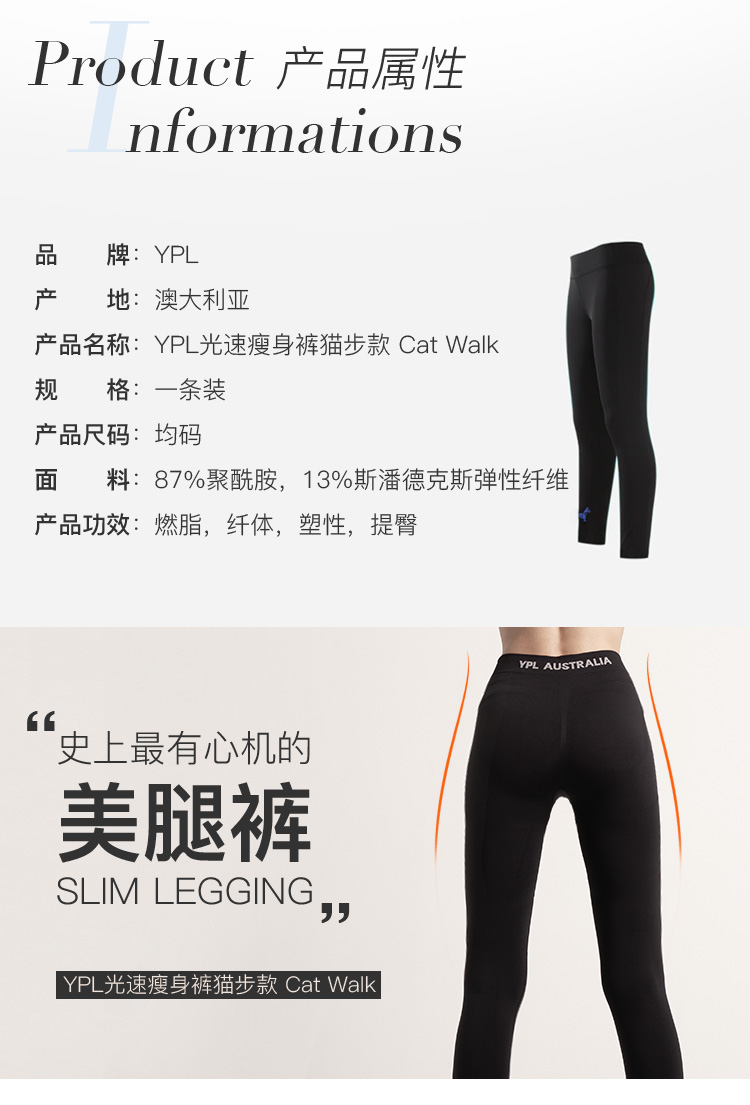 Product 产品属性
Informations
品 牌：YPL
产 地：澳大利亚
产品名称：YPL光速瘦身裤猫步款 Cat Walk
规 格：一条装
产品尺码：均码
面 料：87%聚酰胺，13%斯潘德克斯弹性纤维
产品功效：燃脂，纤体，塑性，提臀
YPL AUSTRALIA
“史上最有心机的
美腿裤
SLIM LEGGING”
YPL光速瘦身裤猫步款 Cat Walk